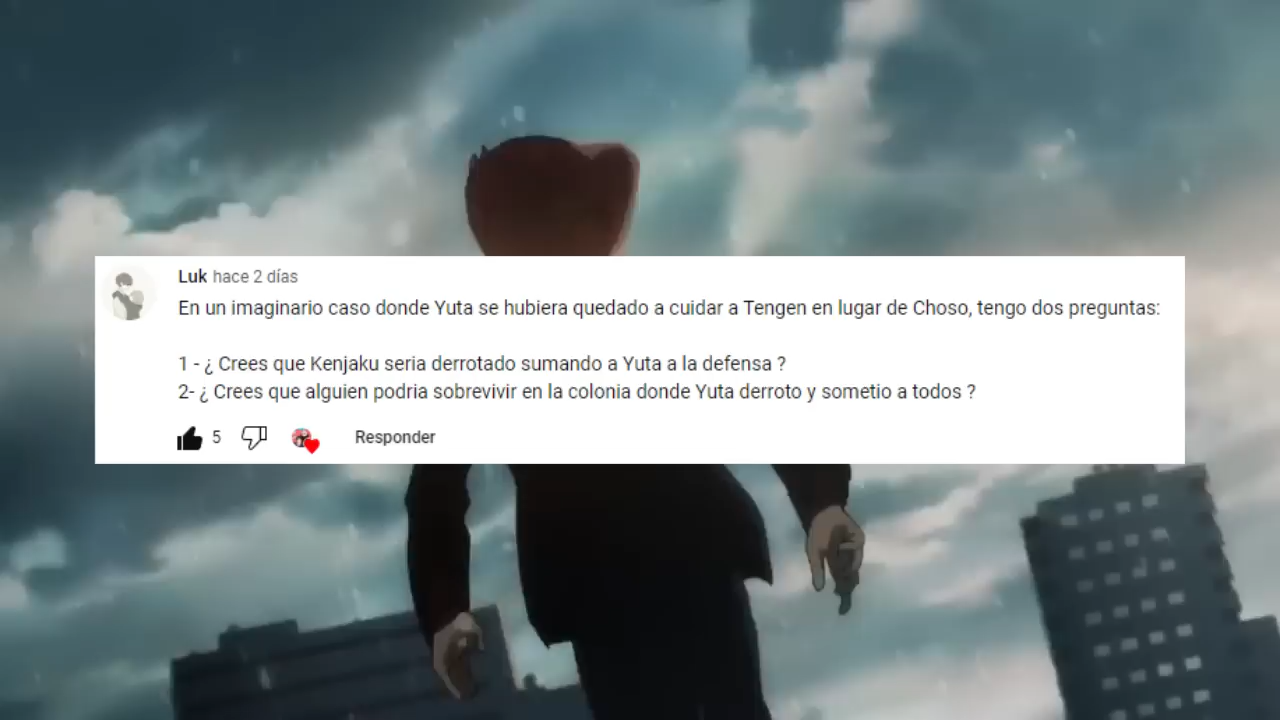 Luk hace 2 días
En un imaginario caso donde Yuta se hubiera quedado a cuidar a Tengen en lugar de Choso, tengo dos preguntas:
1 - ¿ Crees que Kenjaku seria derrotado sumando a Yuta a la defensa ?
2- ¿ Crees que alguien podria sobrevivir en la colonia donde Yuta derroto y sometio a todos ?
5 Responder